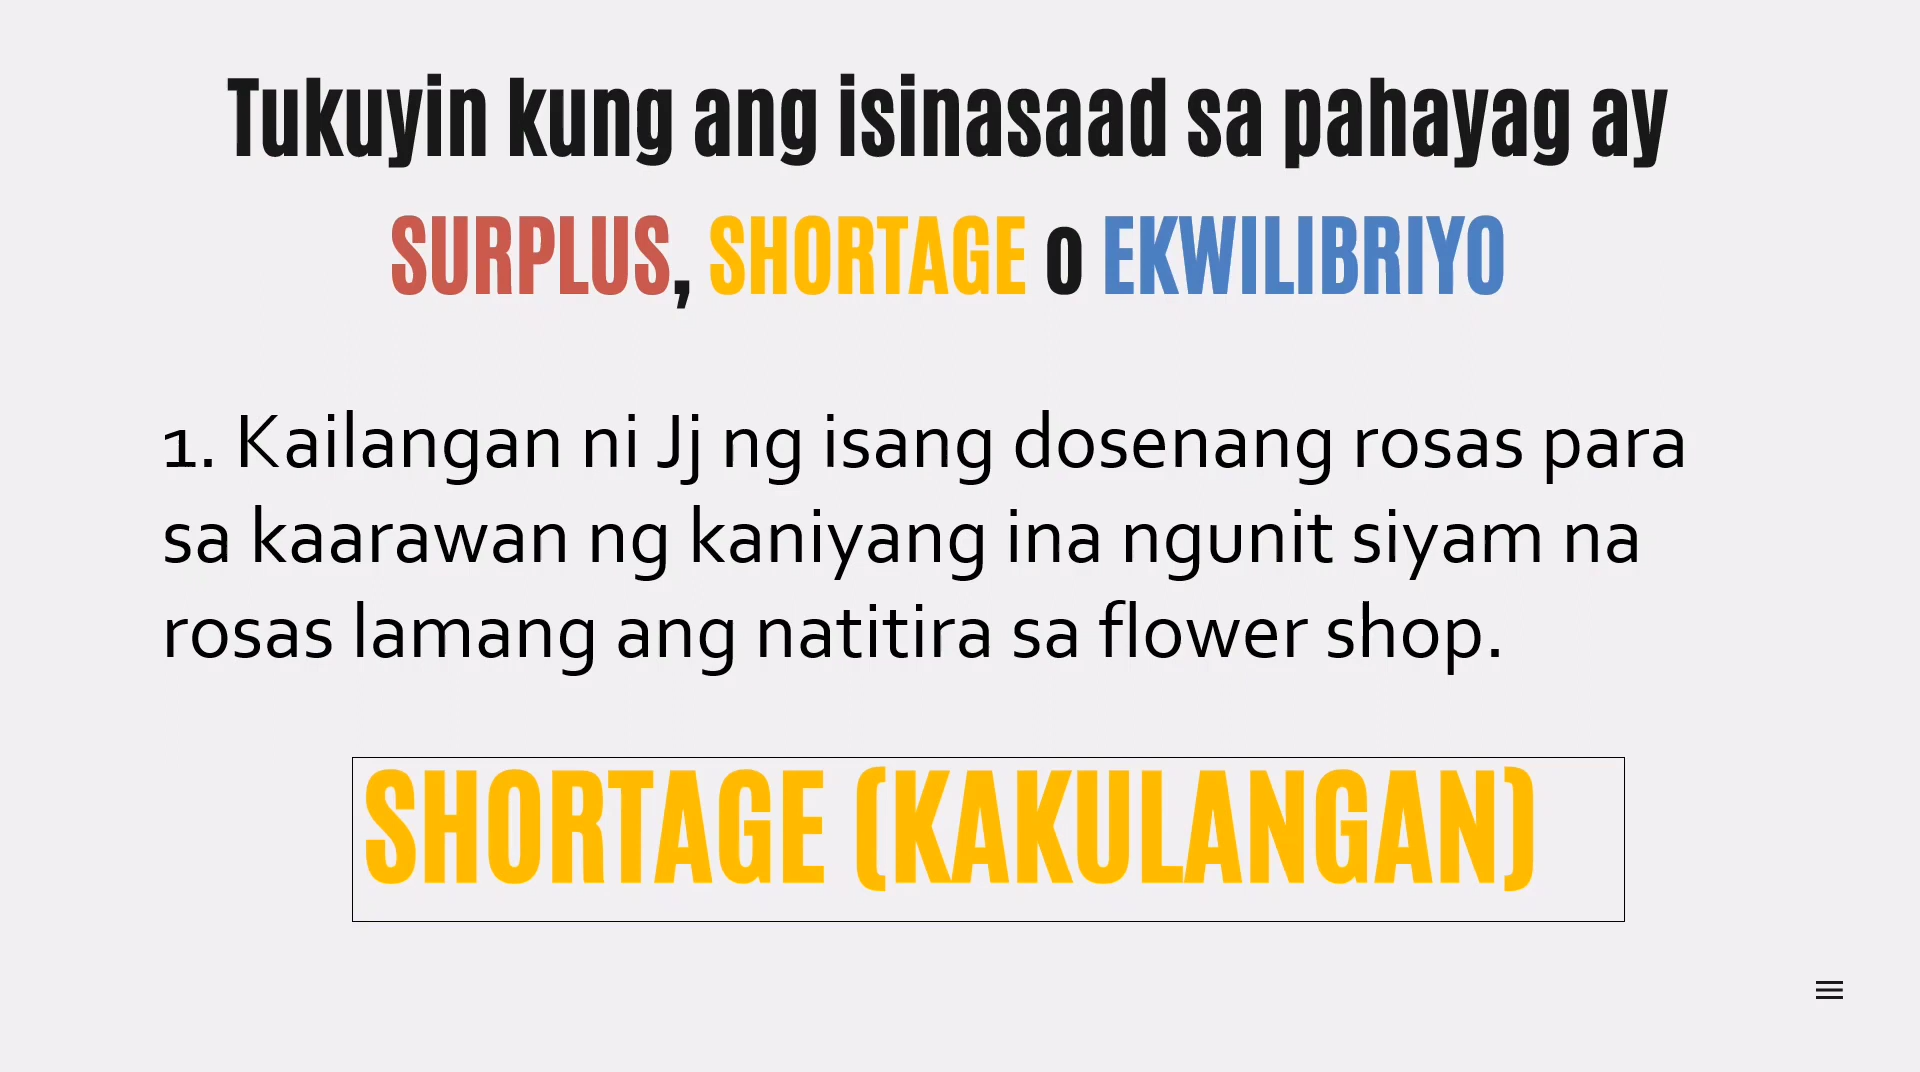 Tukuyin kung ang isinasaad sa pahayag ay
SURPLUS, SHORTAGE o EKWILIBRIYO
1. Kailangan ni Jj ng isang dosenang rosas para
sa kaarawan ng kaniyang ina ngunit siyam na
rosas lamang ang natitira sa flower shop.
SHORTAGE (KAKULANGAN)